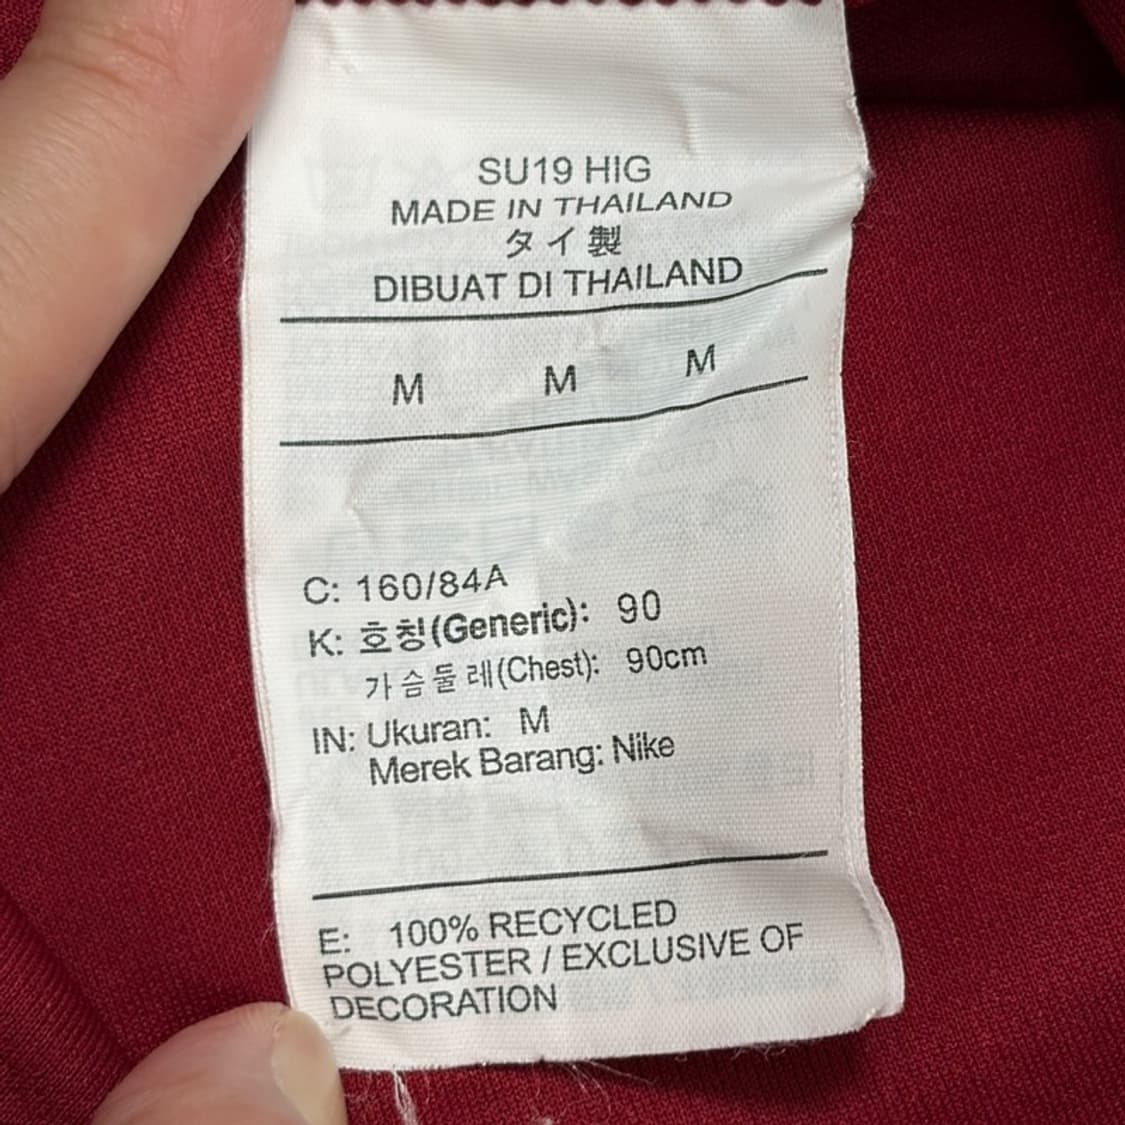 SU19 HIG
MADE IN THAILAND
タイ製
DIBUAT DI THAILAND
M M M
C: 160/84A
K: 호칭(Generic): 90
가슴둘레(Chest): 90cm
IN: Ukuran: M
Merek Barang: Nike
E: 100% RECYCLED
POLYESTER / EXCLUSIVE OF
DECORATION